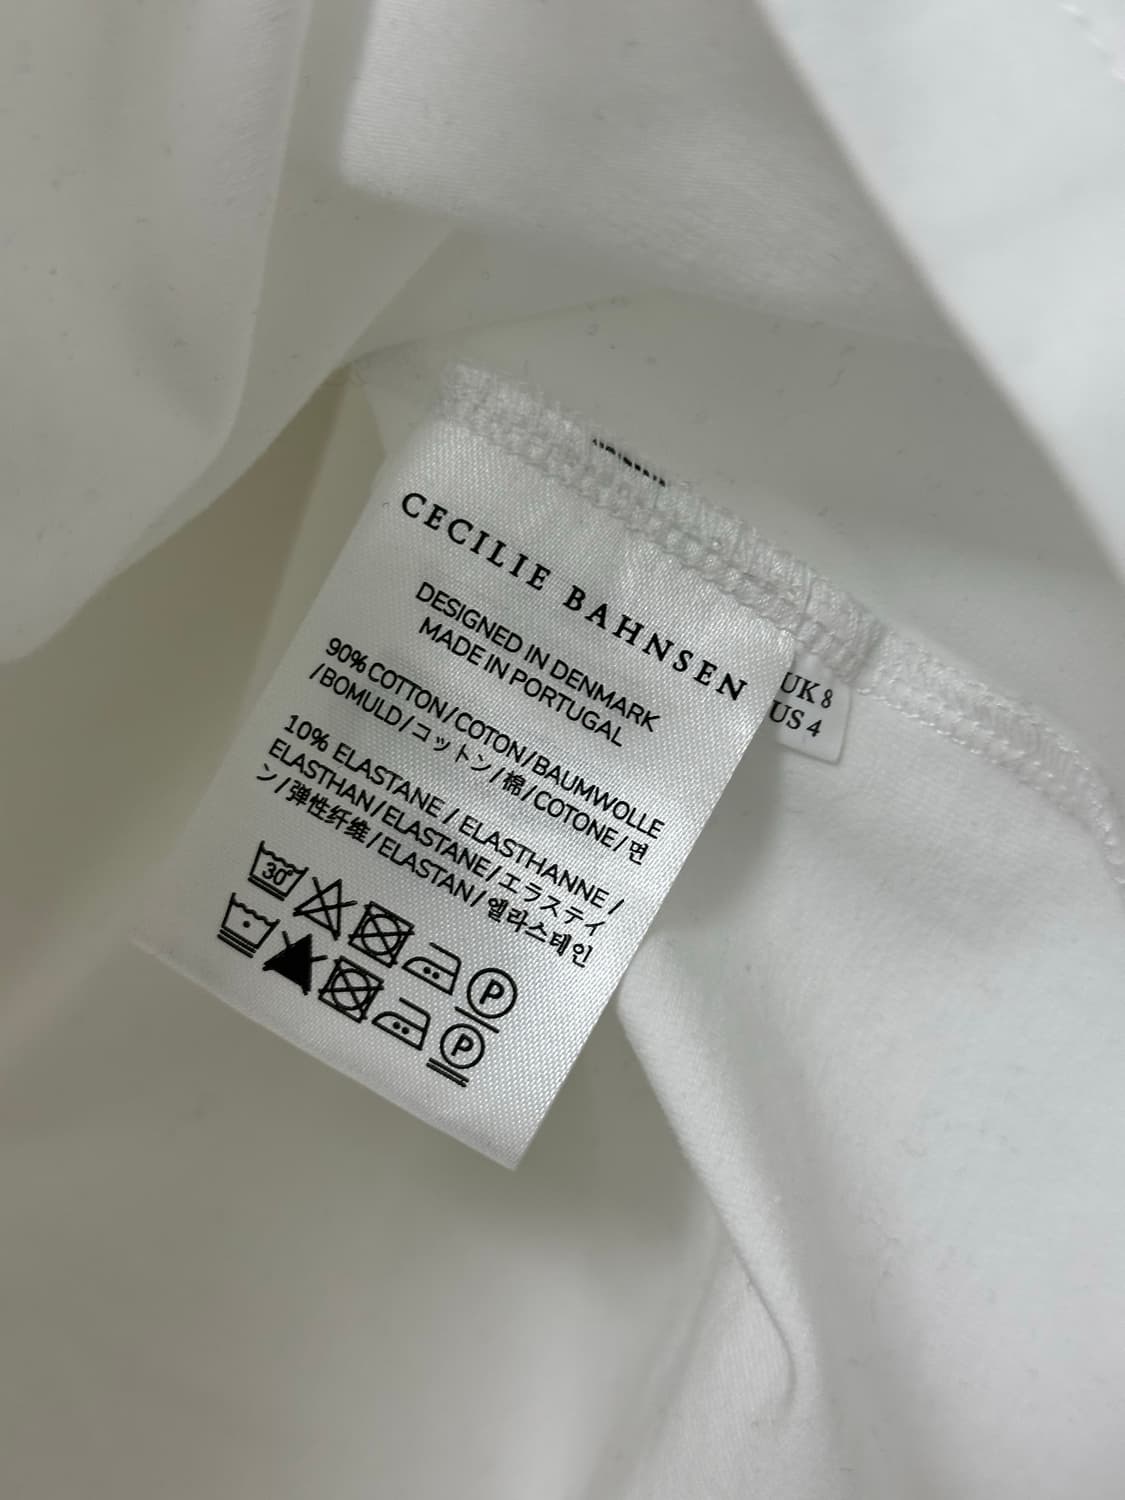 CECILIE BAHNSEN
DESIGNED IN DENMARK
MADE IN PORTUGAL
90% COTTON/COTON/BAUMWOLLE
/BOMULD/コットン/棉/COTONE/면
10% ELASTANE / ELASTHANNE /
ELASTHAN/ELASTANE/エラスティ
ン/弹性纤维/ELASTAN/엘라스테인
30°
P
P
UK 8
US 4